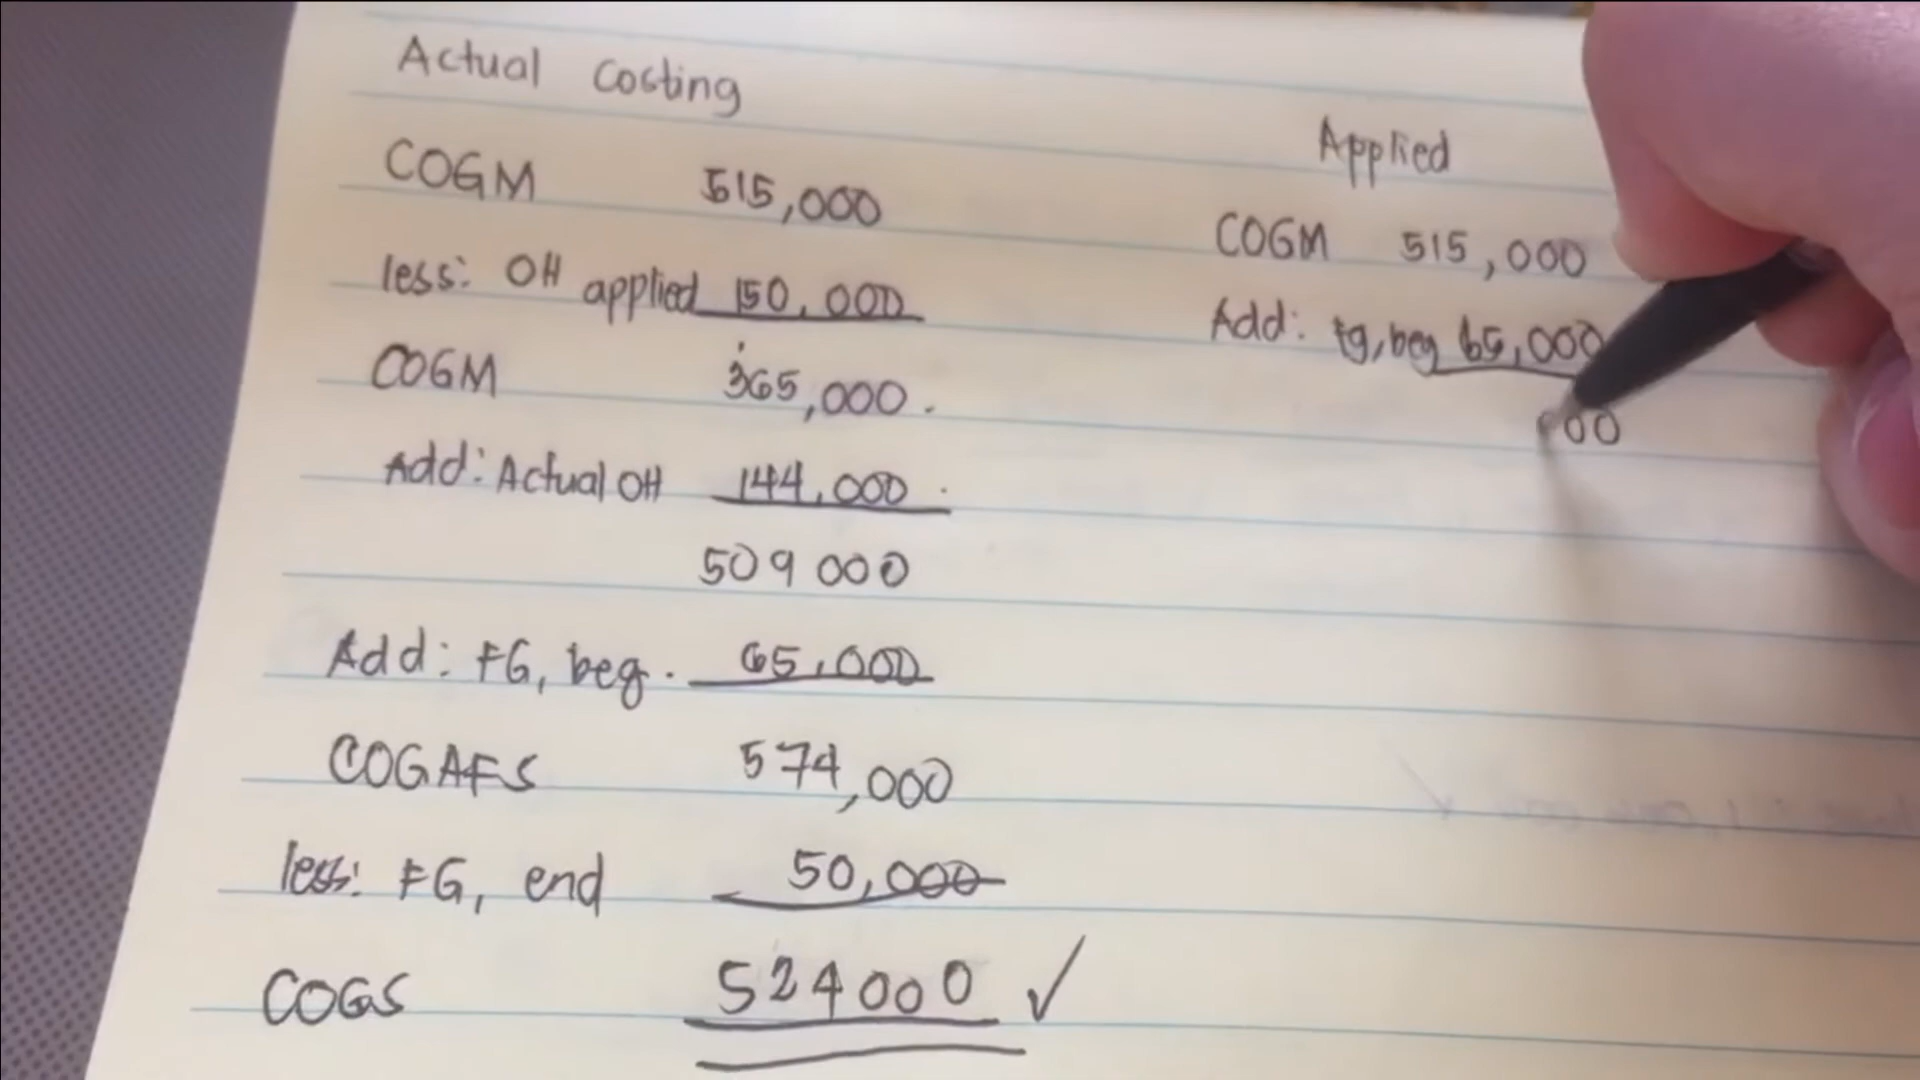 Actual Costing
COGM 515,000
less: OH applied 150,000
COGM 365,000.
Add: Actual OH 144,000
509 000
Add: FG, beg. 65,000
COGAFS 574,000
less: FG, end 50,000
COGS 524000 ✓
Applied
COGM 515,000
Add: fg, beg 65,000
000